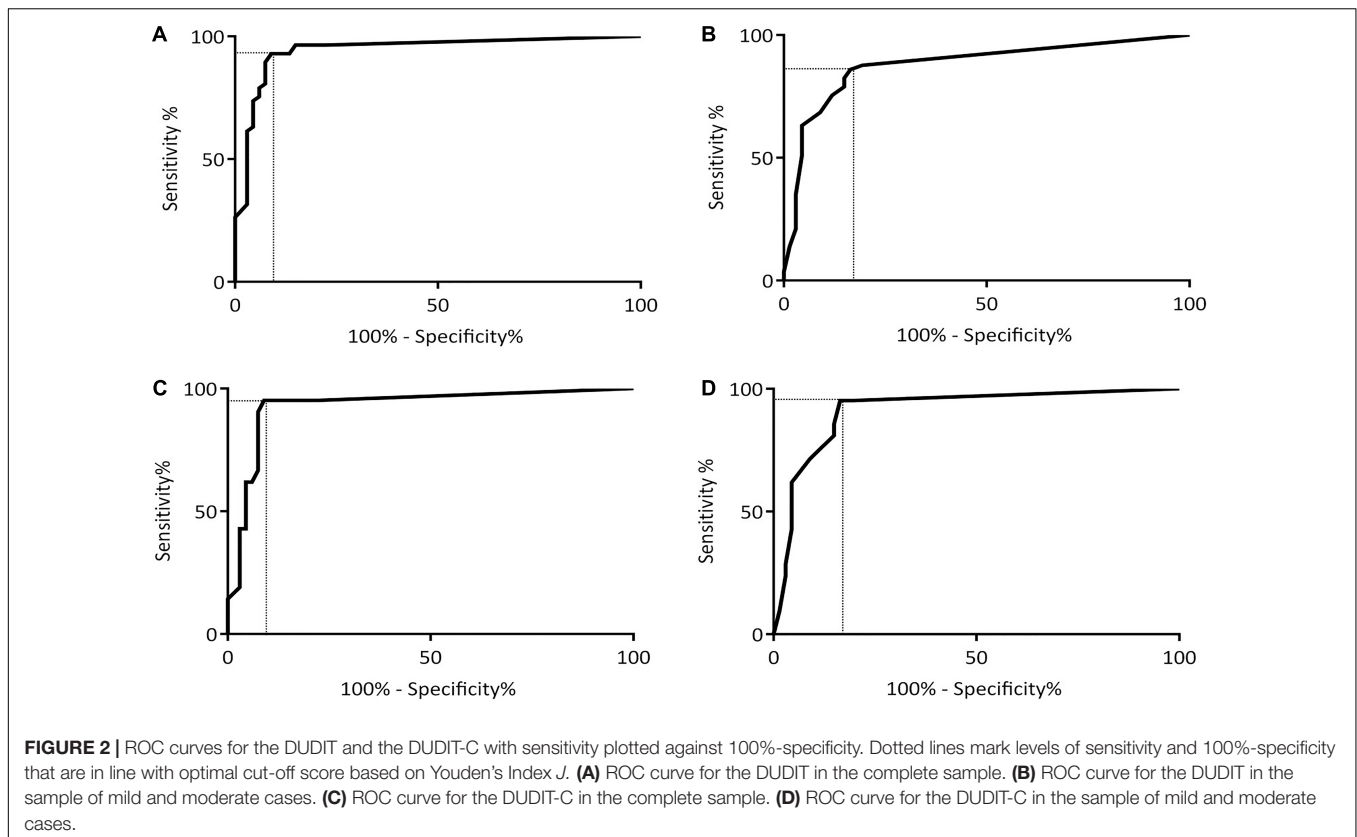 A
100
50
0
Sensitivity %
0
50
100
100% - Specificity%
B
100
50
0
Sensitivity %
0
50
100
100% - Specificity%
C
100
50
0
Sensitivity%
0
50
100
100% - Specificity%
D
100
50
0
Sensitivity %
0
50
100
100% - Specificity%
FIGURE 2 | ROC curves for the DUDIT and the DUDIT-C with sensitivity plotted against 100%-specificity. Dotted lines mark levels of sensitivity and 100%-specificity
that are in line with optimal cut-off score based on Youden’s Index J. (A) ROC curve for the DUDIT in the complete sample. (B) ROC curve for the DUDIT in the
sample of mild and moderate cases. (C) ROC curve for the DUDIT-C in the complete sample. (D) ROC curve for the DUDIT-C in the sample of mild and moderate
cases.